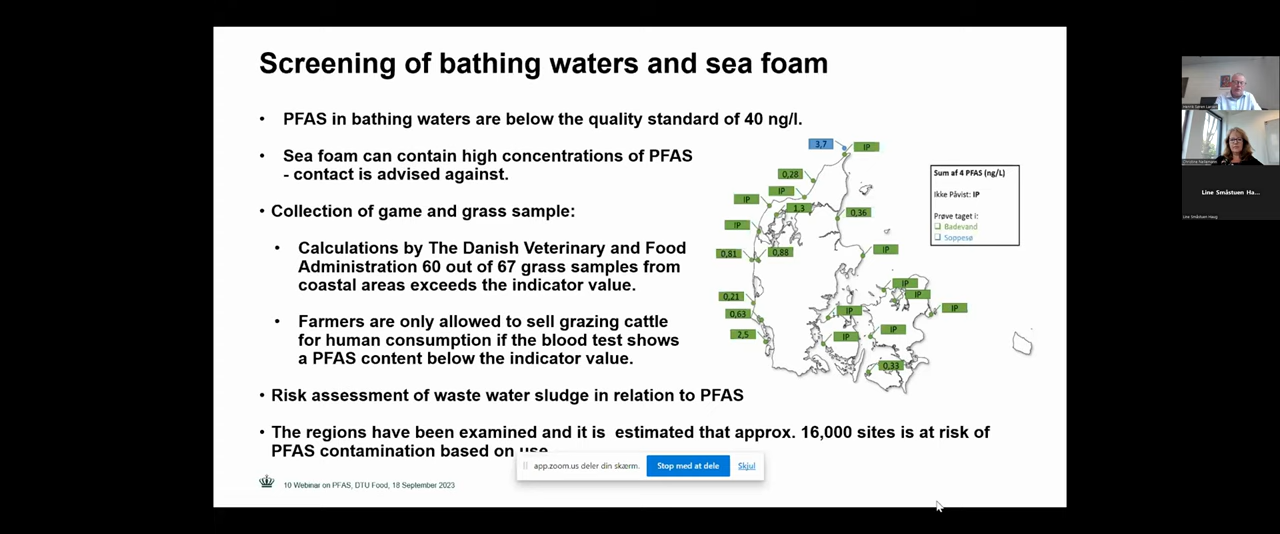 Screening of bathing waters and sea foam
• PFAS in bathing waters are below the quality standard of 40 ng/l.
• Sea foam can contain high concentrations of PFAS
- contact is advised against.
• Collection of game and grass sample:
• Calculations by The Danish Veterinary and Food
Administration 60 out of 67 grass samples from
coastal areas exceeds the indicator value.
• Farmers are only allowed to sell grazing cattle
for human consumption if the blood test shows
a PFAS content below the indicator value.
• Risk assessment of waste water sludge in relation to PFAS
• The regions have been examined and it is estimated that approx. 16,000 sites is at risk of
PFAS contamination based on use
3,7
IP
0,28
IP
IP
1,3
0,36
IP
IP
0,81
0,88
IP
IP
0,21
IP
IP
0,63
IP
2,5
IP
0,33
Sum af 4 PFAS (ng/L)
Ikke Påvist: IP
Prøve taget i:
Badevand
app.zoom.us deler din skærm.
Stop med at dele
Skjul
10 Webinar on PFAS, DTU Food, 18 September 2023
Line Småstuen Ha...
Line Småstuen Haug